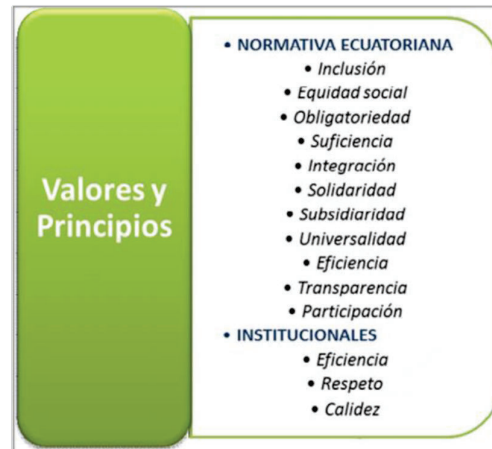 Valores y
Principios
• NORMATIVA ECUATORIANA
• Inclusión
• Equidad social
• Obligatoriedad
• Suficiencia
• Integración
• Solidaridad
• Subsidiaridad
• Universalidad
• Eficiencia
• Transparencia
• Participación
• INSTITUCIONALES
• Eficiencia
• Respeto
• Calidez